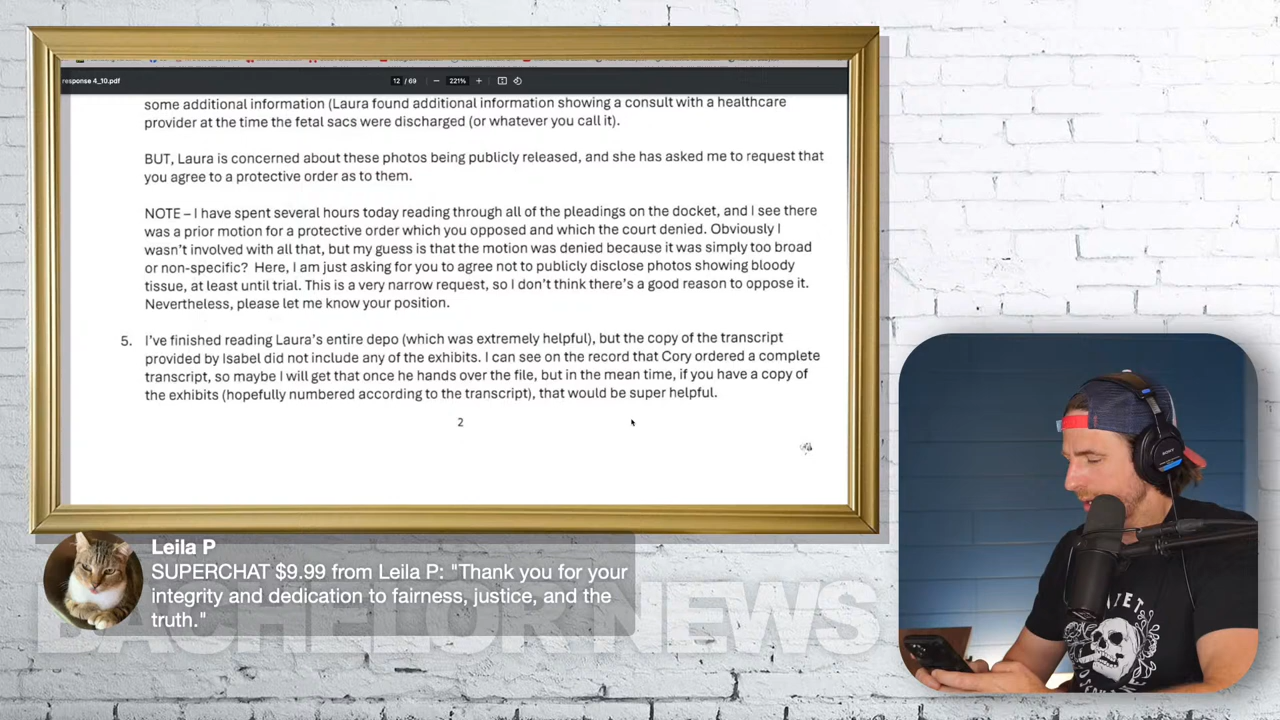 response 4_10.pdf
12 / 69
221%
some additional information (Laura found additional information showing a consult with a healthcare
provider at the time the fetal sacs were discharged (or whatever you call it).
BUT, Laura is concerned about these photos being publicly released, and she has asked me to request that
you agree to a protective order as to them.
NOTE – I have spent several hours today reading through all of the pleadings on the docket, and I see there
was a prior motion for a protective order which you opposed and which the court denied. Obviously I
wasn't involved with all that, but my guess is that the motion was denied because it was simply too broad
or non-specific? Here, I am just asking for you to agree not to publicly disclose photos showing bloody
tissue, at least until trial. This is a very narrow request, so I don't think there's a good reason to oppose it.
Nevertheless, please let me know your position.
5. I've finished reading Laura's entire depo (which was extremely helpful), but the copy of the transcript
provided by Isabel did not include any of the exhibits. I can see on the record that Cory ordered a complete
transcript, so maybe I will get that once he hands over the file, but in the mean time, if you have a copy of
the exhibits (hopefully numbered according to the transcript), that would be super helpful.
2
Leila P
SUPERCHAT $9.99 from Leila P: "Thank you for your
integrity and dedication to fairness, justice, and the
truth."
BACHELOR NEWS
SONY